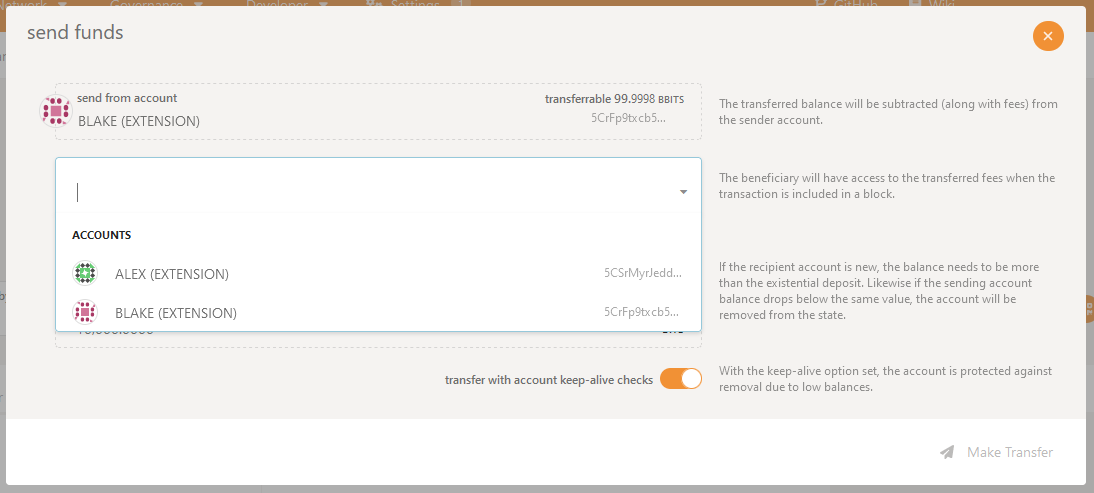 Network Governance Developer Settings 1 GitHub Wiki
send funds
send from account
transferrable 99.9998 BBITS
BLAKE (EXTENSION)
5CrFp9txcb5...
The transferred balance will be subtracted (along with fees) from
the sender account.
The beneficiary will have access to the transferred fees when the
transaction is included in a block.
ACCOUNTS
ALEX (EXTENSION)
5CSrMyrJedd...
BLAKE (EXTENSION)
5CrFp9txcb5...
If the recipient account is new, the balance needs to be more
than the existential deposit. Likewise if the sending account
balance drops below the same value, the account will be
removed from the state.
transfer with account keep-alive checks
With the keep-alive option set, the account is protected against
removal due to low balances.
Make Transfer